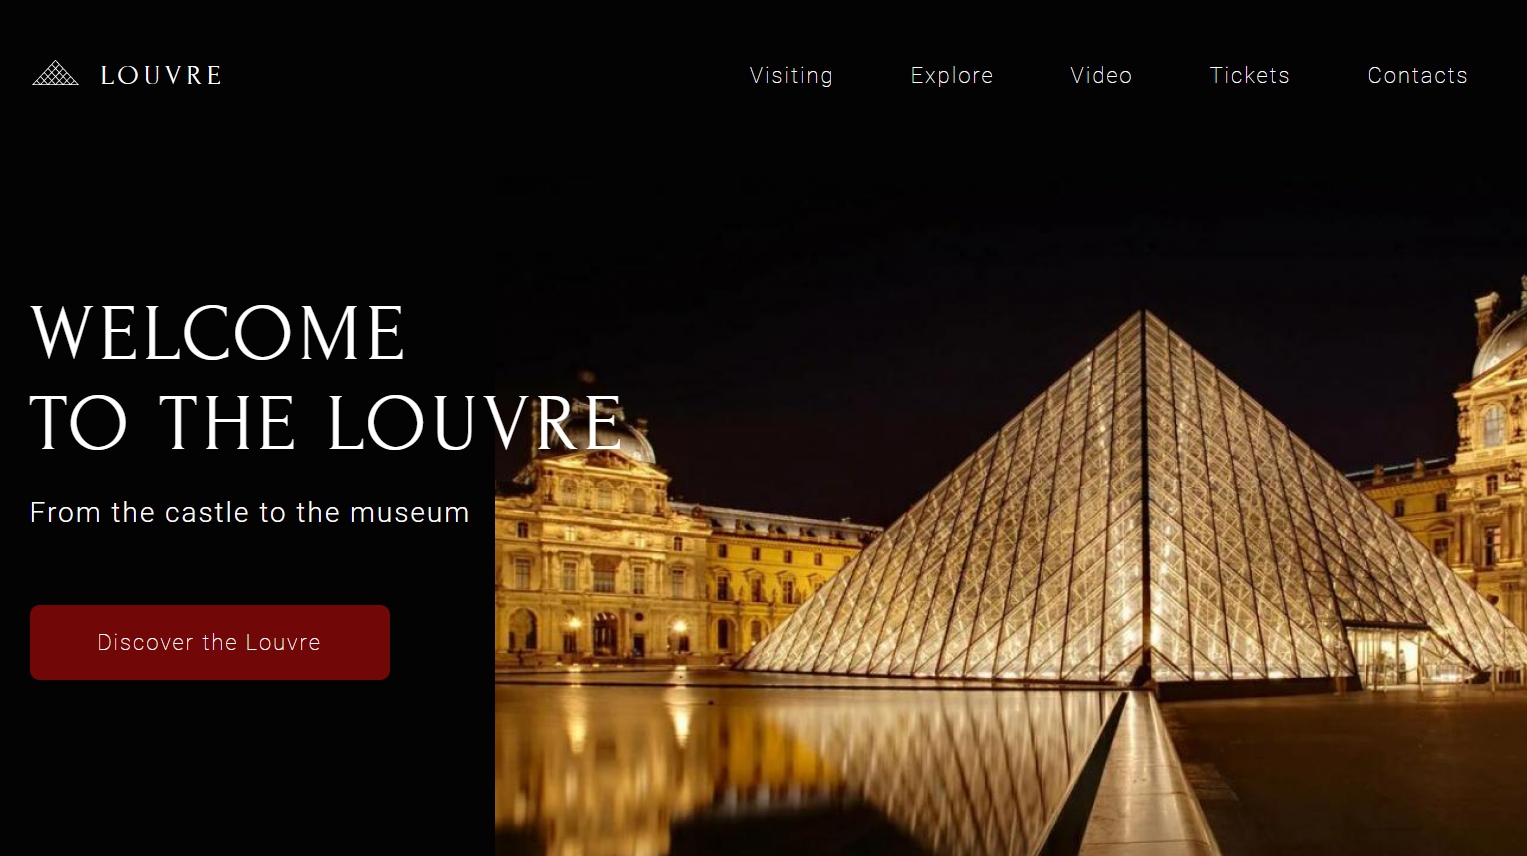 LOUVRE
Visiting
Explore
Video
Tickets
Contacts
WELCOME
TO THE LOUVRE
From the castle to the museum
Discover the Louvre